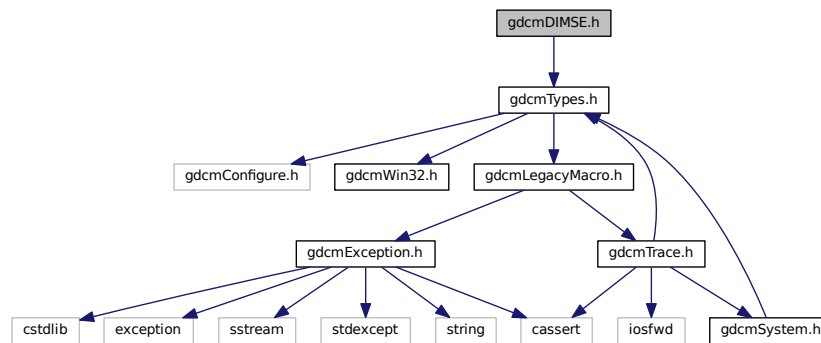 gdcmDIMSE.h
gdcmTypes.h
gdcmConfigure.h
gdcmWin32.h
gdcmLegacyMacro.h
gdcmException.h
gdcmTrace.h
cstdlib
exception
sstream
stdexcept
string
cassert
iosfwd
gdcmSystem.h